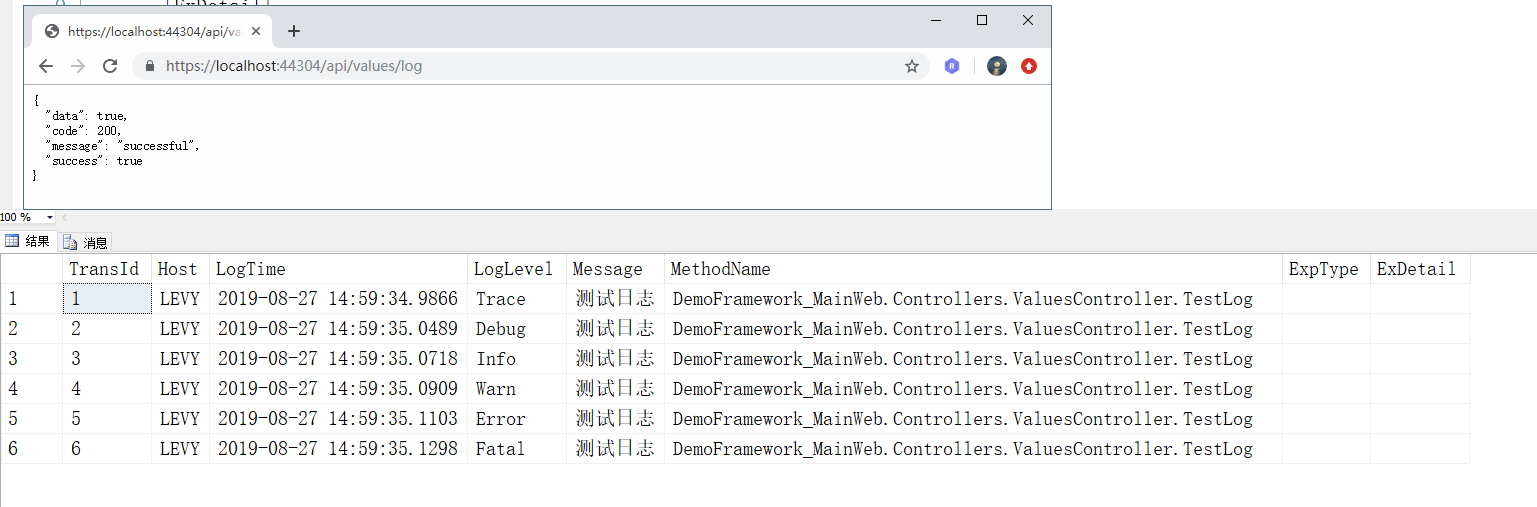 https://localhost:44304/api/va
https://localhost:44304/api/values/log
{
"data": true,
"code": 200,
"message": "successful",
"success": true
}
100 %
结果 消息
TransId Host LogTime LogLevel Message MethodName ExpType ExDetail
1 1 LEVY 2019-08-27 14:59:34.9866 Trace 测试日志 DemoFramework_MainWeb.Controllers.ValuesController.TestLog
2 2 LEVY 2019-08-27 14:59:35.0489 Debug 测试日志 DemoFramework_MainWeb.Controllers.ValuesController.TestLog
3 3 LEVY 2019-08-27 14:59:35.0718 Info 测试日志 DemoFramework_MainWeb.Controllers.ValuesController.TestLog
4 4 LEVY 2019-08-27 14:59:35.0909 Warn 测试日志 DemoFramework_MainWeb.Controllers.ValuesController.TestLog
5 5 LEVY 2019-08-27 14:59:35.1103 Error 测试日志 DemoFramework_MainWeb.Controllers.ValuesController.TestLog
6 6 LEVY 2019-08-27 14:59:35.1298 Fatal 测试日志 DemoFramework_MainWeb.Controllers.ValuesController.TestLog